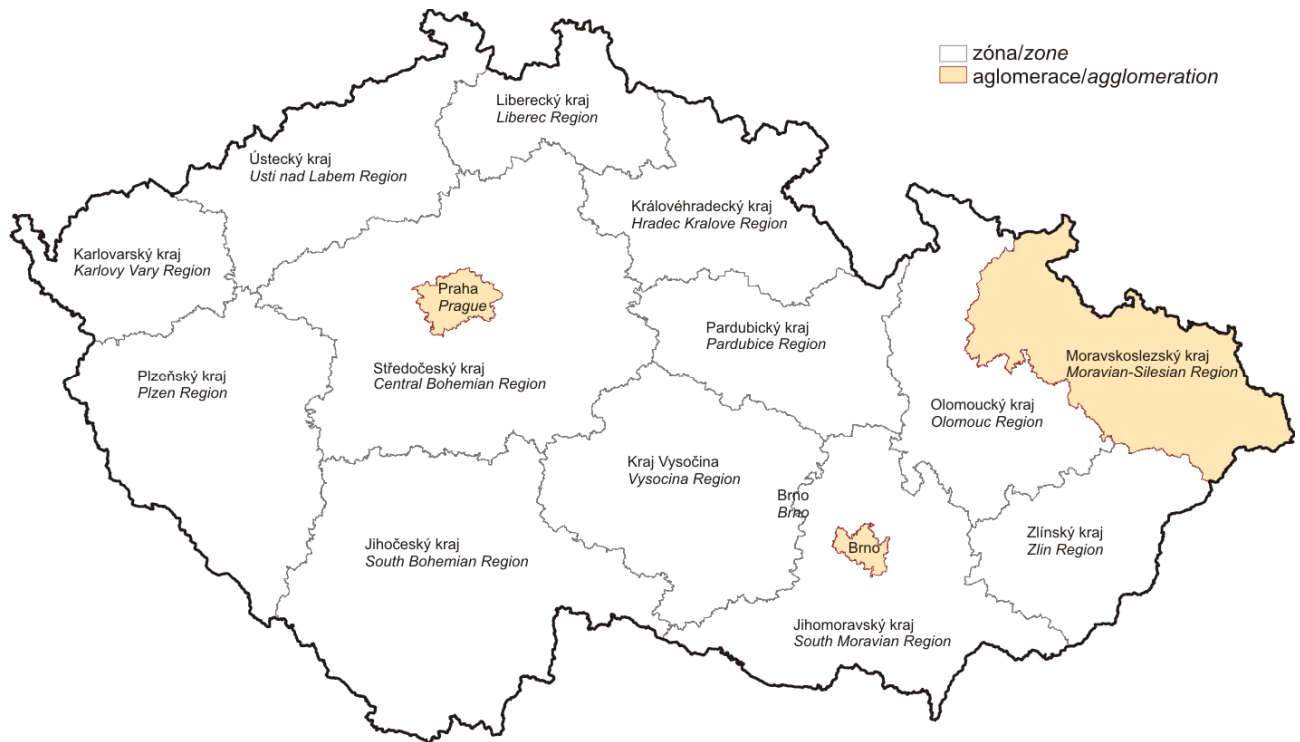 zóna/zone
aglomerace/agglomeration
Liberecký kraj
Liberec Region
Ústecký kraj
Usti nad Labem Region
Královéhradecký kraj
Hradec Kralove Region
Karlovarský kraj
Karlovy Vary Region
Praha
Prague
Pardubický kraj
Pardubice Region
Moravskoslezský kraj
Moravian-Silesian Region
Plzeňský kraj
Plzen Region
Středočeský kraj
Central Bohemian Region
Olomoucký kraj
Olomouc Region
Kraj Vysočina
Vysocina Region
Brno
Brno
Brno
Zlínský kraj
Zlin Region
Jihočeský kraj
South Bohemian Region
Jihomoravský kraj
South Moravian Region